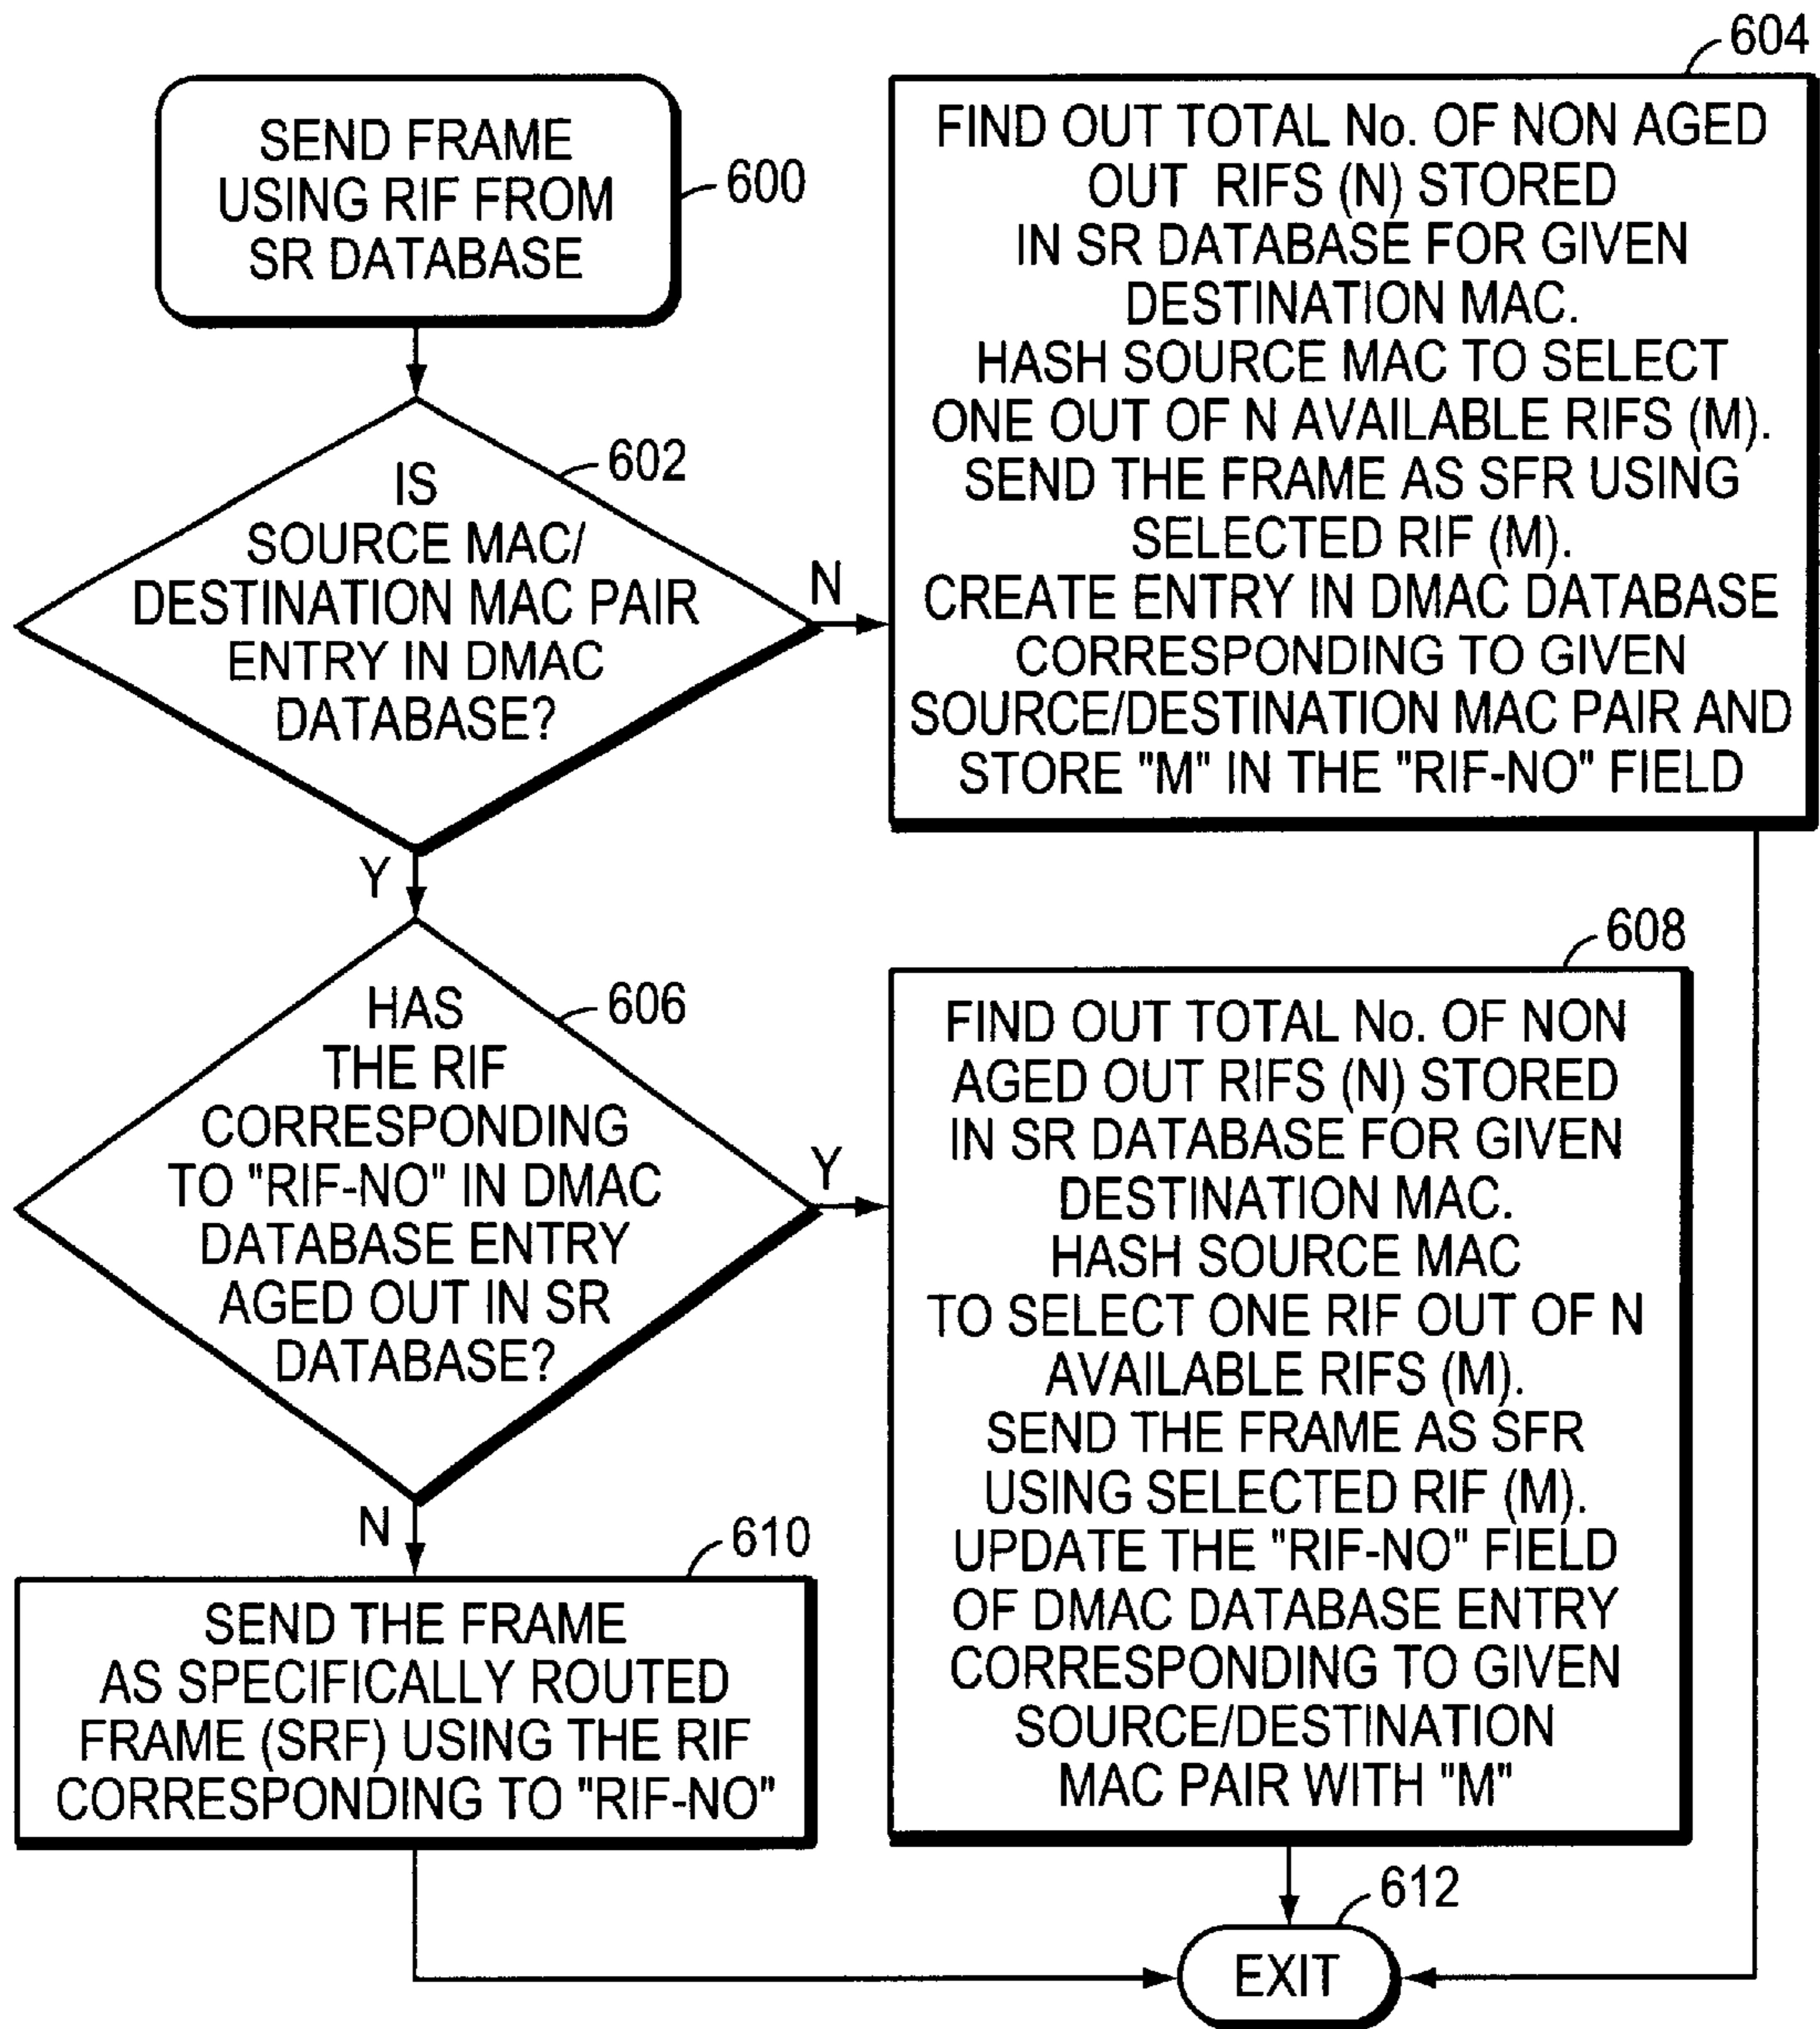 SEND FRAME
USING RIF FROM
SR DATABASE
600
IS
SOURCE MAC/
DESTINATION MAC PAIR
ENTRY IN DMAC
DATABASE?
602
N
Y
604
FIND OUT TOTAL No. OF NON AGED
OUT RIFS (N) STORED
IN SR DATABASE FOR GIVEN
DESTINATION MAC.
HASH SOURCE MAC TO SELECT
ONE OUT OF N AVAILABLE RIFS (M).
SEND THE FRAME AS SFR USING
SELECTED RIF (M).
CREATE ENTRY IN DMAC DATABASE
CORRESPONDING TO GIVEN
SOURCE/DESTINATION MAC PAIR AND
STORE "M" IN THE "RIF-NO" FIELD
HAS
THE RIF
CORRESPONDING
TO "RIF-NO" IN DMAC
DATABASE ENTRY
AGED OUT IN SR
DATABASE?
606
Y
N
608
FIND OUT TOTAL No. OF NON
AGED OUT RIFS (N) STORED
IN SR DATABASE FOR GIVEN
DESTINATION MAC.
HASH SOURCE MAC
TO SELECT ONE RIF OUT OF N
AVAILABLE RIFS (M).
SEND THE FRAME AS SFR
USING SELECTED RIF (M).
UPDATE THE "RIF-NO" FIELD
OF DMAC DATABASE ENTRY
CORRESPONDING TO GIVEN
SOURCE/DESTINATION
MAC PAIR WITH "M"
610
SEND THE FRAME
AS SPECIFICALLY ROUTED
FRAME (SRF) USING THE RIF
CORRESPONDING TO "RIF-NO"
612
EXIT